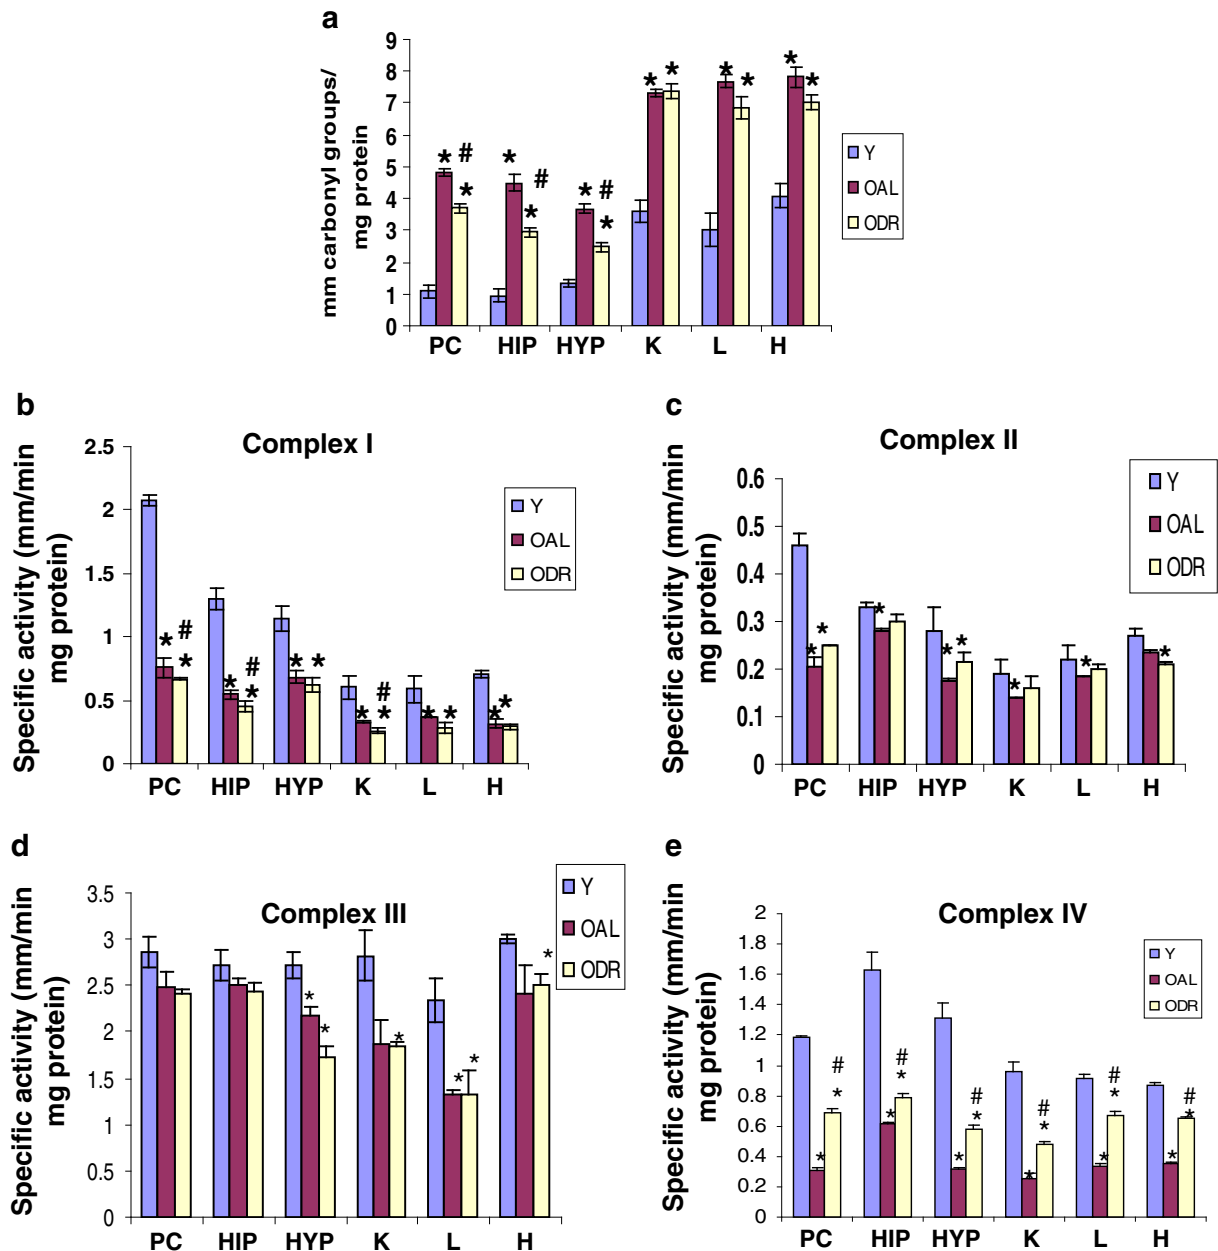 a
mm carbonyl groups/
mg protein
9
8
7
6
5
4
3
2
1
0
* # * * # * * # * * * * * * *
PC HIP HYP K L H
Y
OAL
ODR
b
Complex I
Specific activity (mm/min
mg protein)
2.5
2
1.5
1
0.5
0
* # * * # * * * * # * * * * *
PC HIP HYP K L H
Y
OAL
ODR
c
Complex II
Specific activity (mm/min
mg protein)
0.6
0.5
0.4
0.3
0.2
0.1
0
* * * * * * * *
PC HIP HYP K L H
Y
OAL
ODR
d
Complex III
Specific activity (mm/min
mg protein)
3.5
3
2.5
2
1.5
1
0.5
0
* * * * * *
PC HIP HYP K L H
Y
OAL
ODR
e
Complex IV
Specific activity (mm/min
mg protein)
2
1.8
1.6
1.4
1.2
1
0.8
0.6
0.4
0.2
0
* # * * # * * # * * # * * # * * # *
PC HIP HYP K L H
Y
OAL
ODR